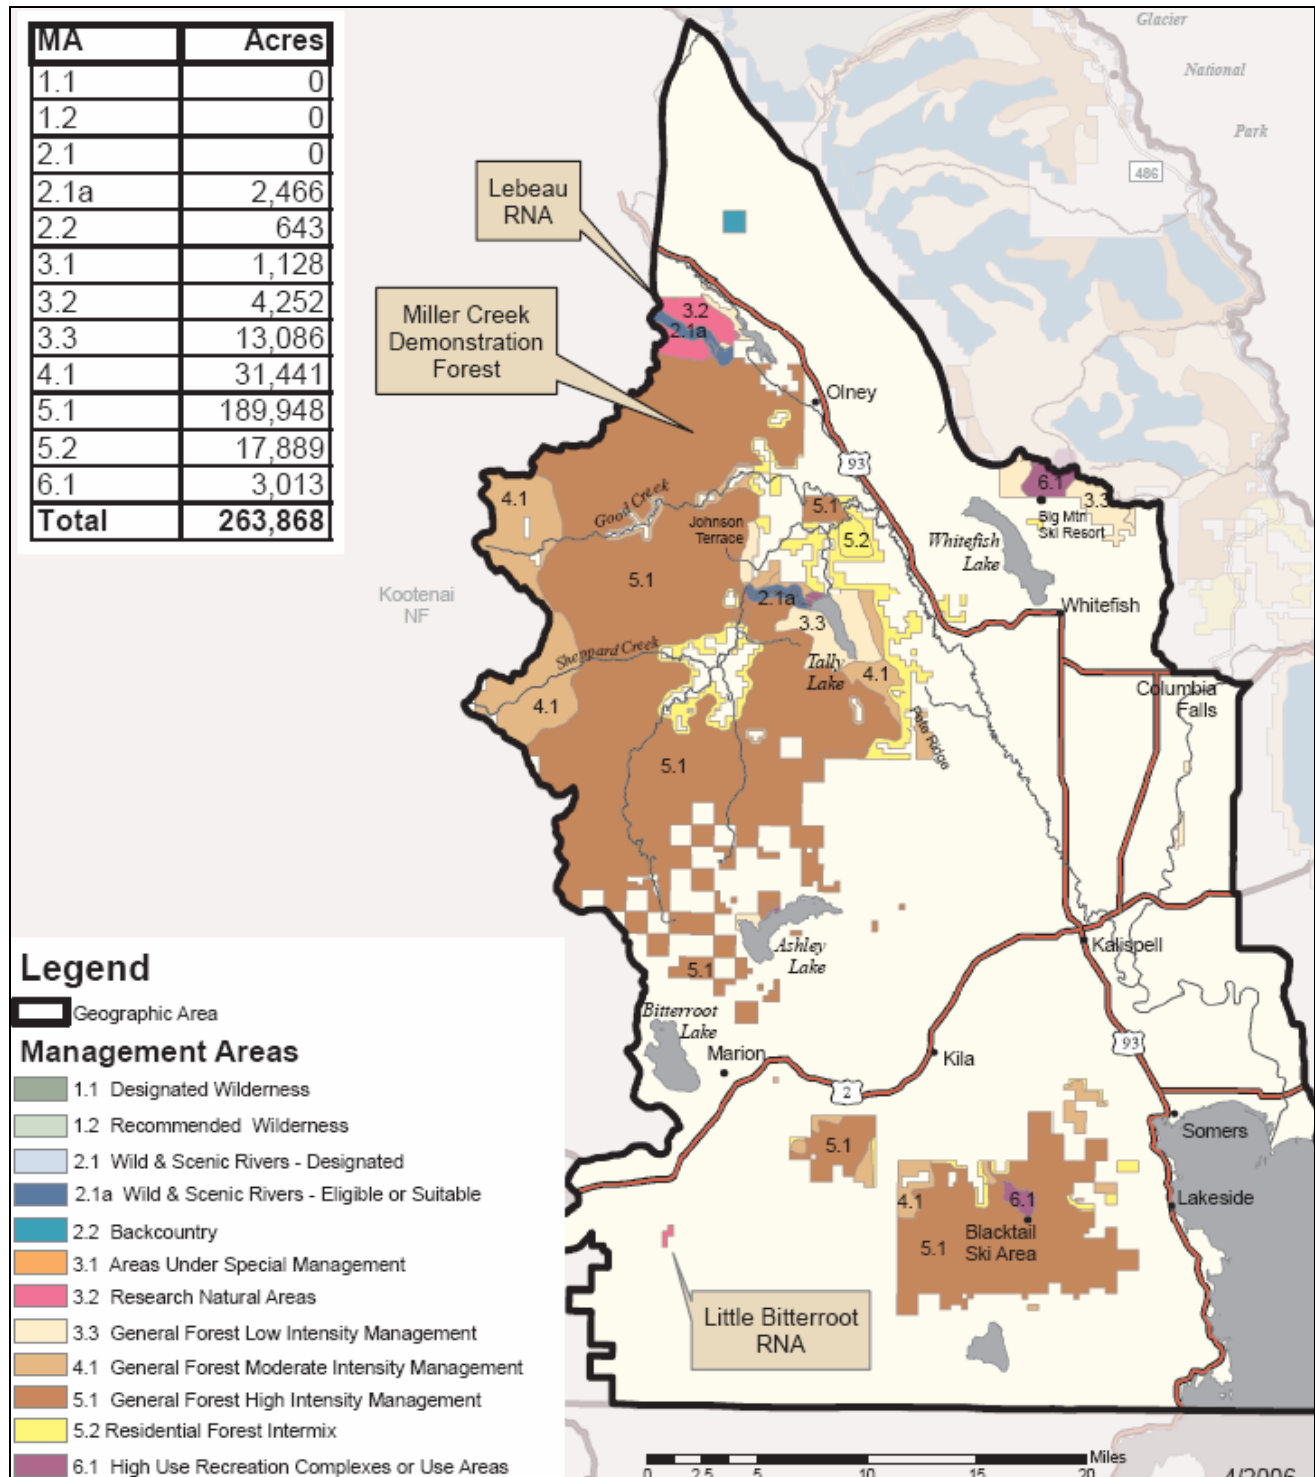 MA Acres
1.1 0
1.2 0
2.1 0
2.1a 2,466
2.2 643
3.1 1,128
3.2 4,252
3.3 13,086
4.1 31,441
5.1 189,948
5.2 17,889
6.1 3,013
Total 263,868
Glacier
National
Park
486
Lebeau
RNA
Miller Creek
Demonstration
Forest
3.2
2.1a
Olney
93
4.1
Good Creek
Johnson
Terrace
5.1
5.2
6.1
3.3
Big Mtn
Ski Resort
Whitefish
Lake
Kootenai
NF
5.1
2.1a
3.3
Whitefish
Sheppard Creek
Tally
Lake
4.1
4.1
Columbia
Falls
Pete Ridge
5.1
Ashley
Lake
Kalispell
5.1
Bitterroot
Lake
Marion
Kila
93
2
5.1
Somers
4.1
6.1
Lakeside
5.1
Blacktail
Ski Area
Little Bitterroot
RNA
Legend
Geographic Area
Management Areas
1.1 Designated Wilderness
1.2 Recommended Wilderness
2.1 Wild & Scenic Rivers - Designated
2.1a Wild & Scenic Rivers - Eligible or Suitable
2.2 Backcountry
3.1 Areas Under Special Management
3.2 Research Natural Areas
3.3 General Forest Low Intensity Management
4.1 General Forest Moderate Intensity Management
5.1 General Forest High Intensity Management
5.2 Residential Forest Intermix
6.1 High Use Recreation Complexes or Use Areas
Miles
0 2.5 5 10 15 20
4/2006